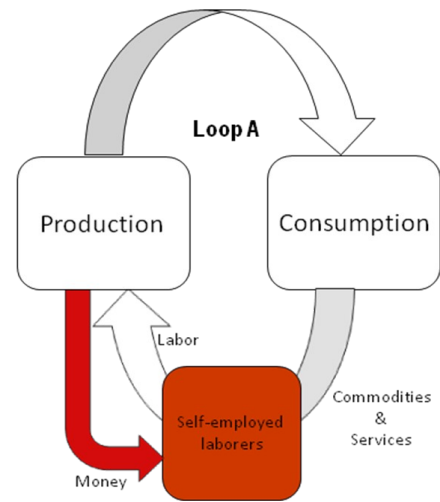 Loop A
Production
Consumption
Labor
Self-employed
laborers
Commodities
&
Services
Money